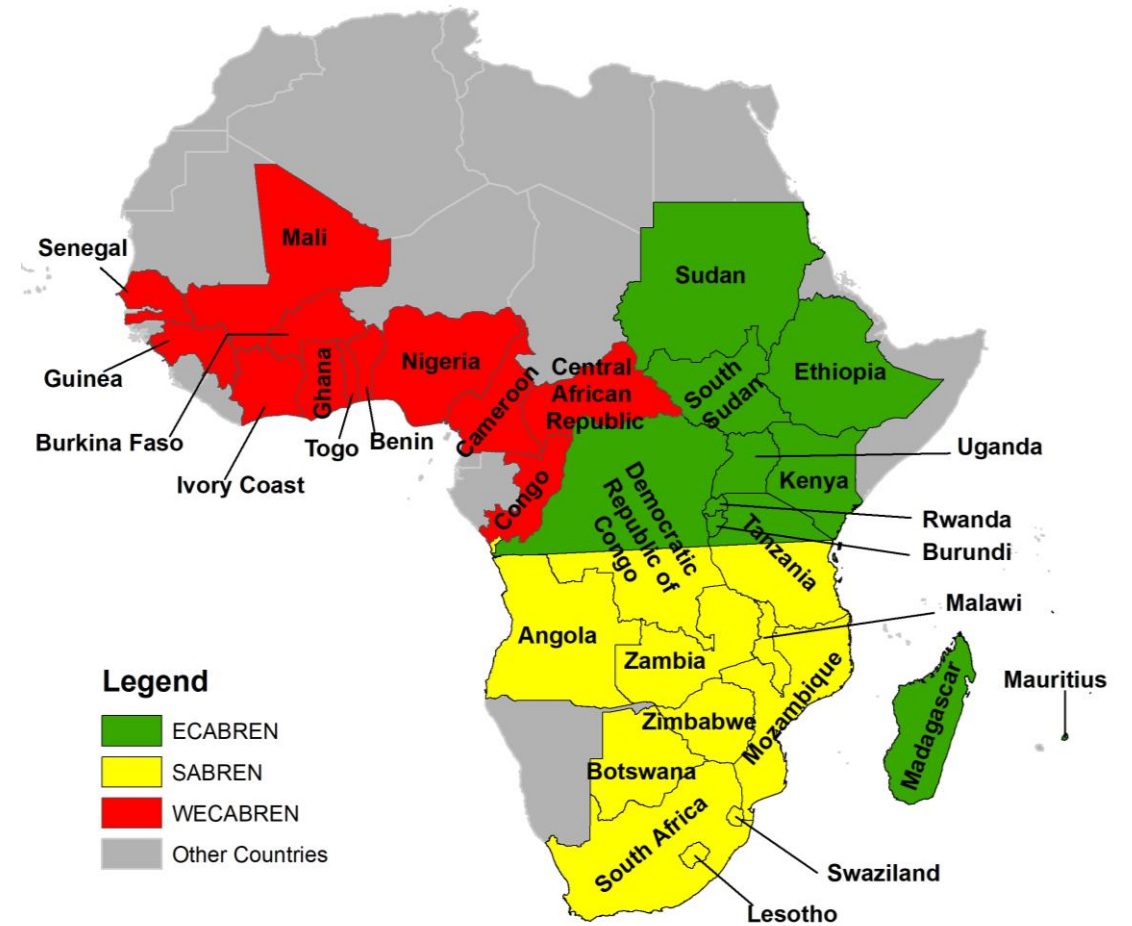 Mali
Senegal
Sudan
Guinea
Burkina Faso
Ivory Coast
Ghana
Togo
Benin
Nigeria
Cameroon
Central
African
Republic
Congo
South
Sudan
Ethiopia
Uganda
Kenya
Rwanda
Burundi
Democratic
Republic of
Congo
Tanzania
Malawi
Angola
Zambia
Mozambique
Zimbabwe
Botswana
South Africa
Swaziland
Lesotho
Madagascar
Mauritius
Legend
ECABREN
SABREN
WECABREN
Other Countries